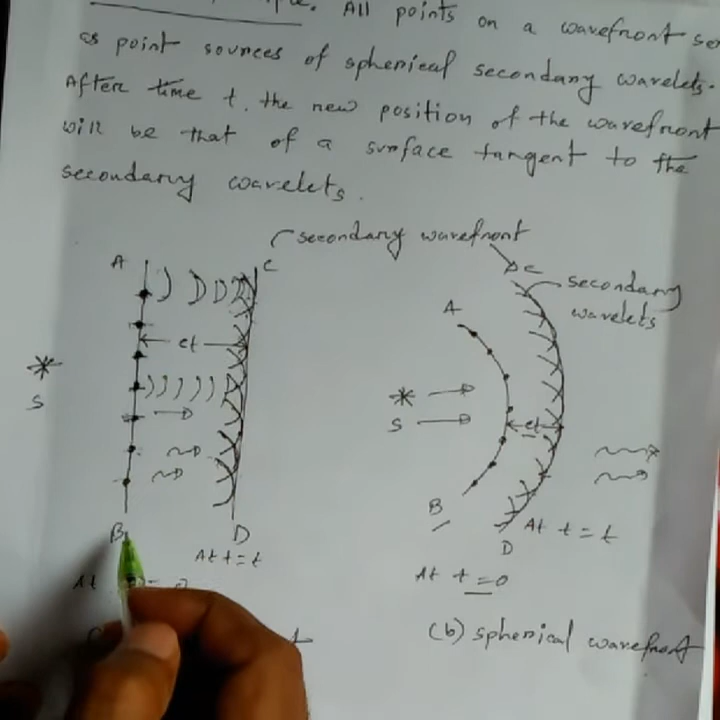 All points on a wavefront
as point sources of spherical secondary wavelets.
After time t, the new position of the wavefront
will be that of a surface tangent to the
secondary wavelets.
secondary wavefront
A
C
C
secondary
wavelets
A
ct
S
S
ct
B
B
D
D
At t = t
At t = t
At
At t = 0
(b) spherical wavefront